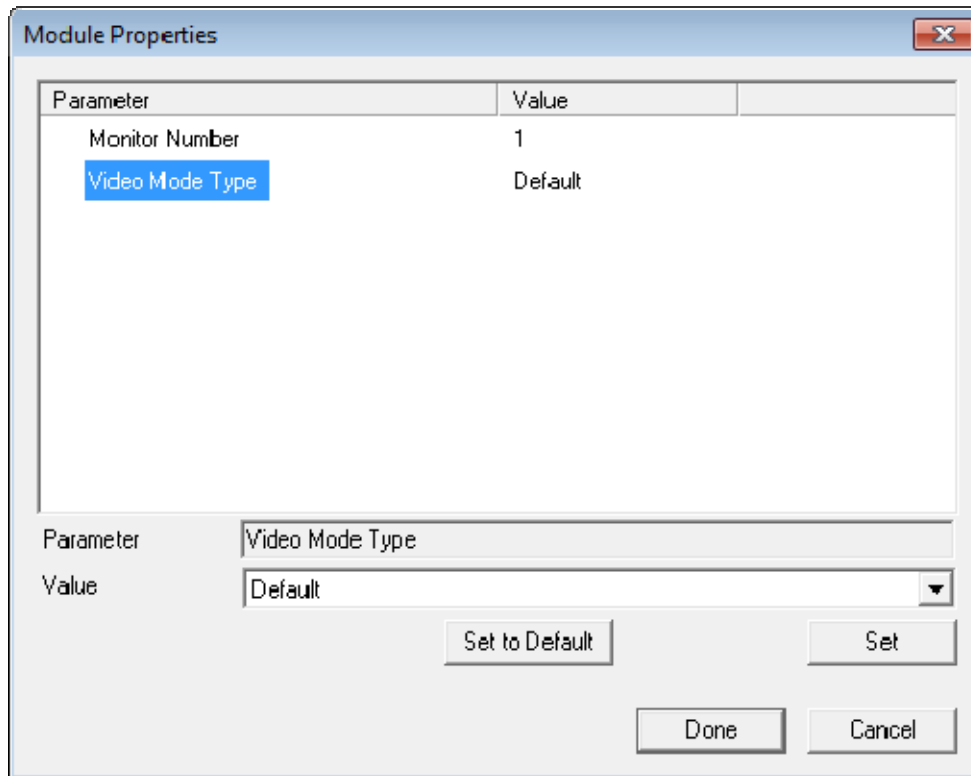 Module Properties
Parameter Value
Monitor Number 1
Video Mode Type Default
Parameter Video Mode Type
Value Default
Set to Default Set
Done Cancel